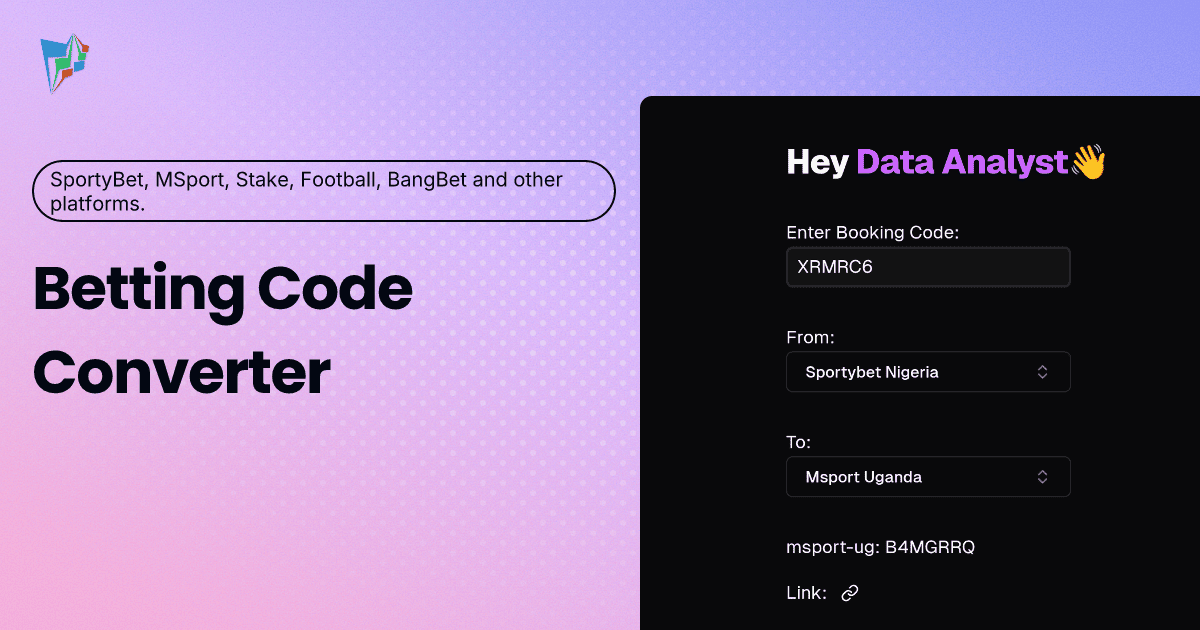 SportyBet, MSport, Stake, Football, BangBet and other
platforms.
Betting Code
Converter
Hey Data Analyst👋
Enter Booking Code:
XRMRC6
From:
Sportybet Nigeria
To:
Msport Uganda
msport-ug: B4MGRRQ
Link: